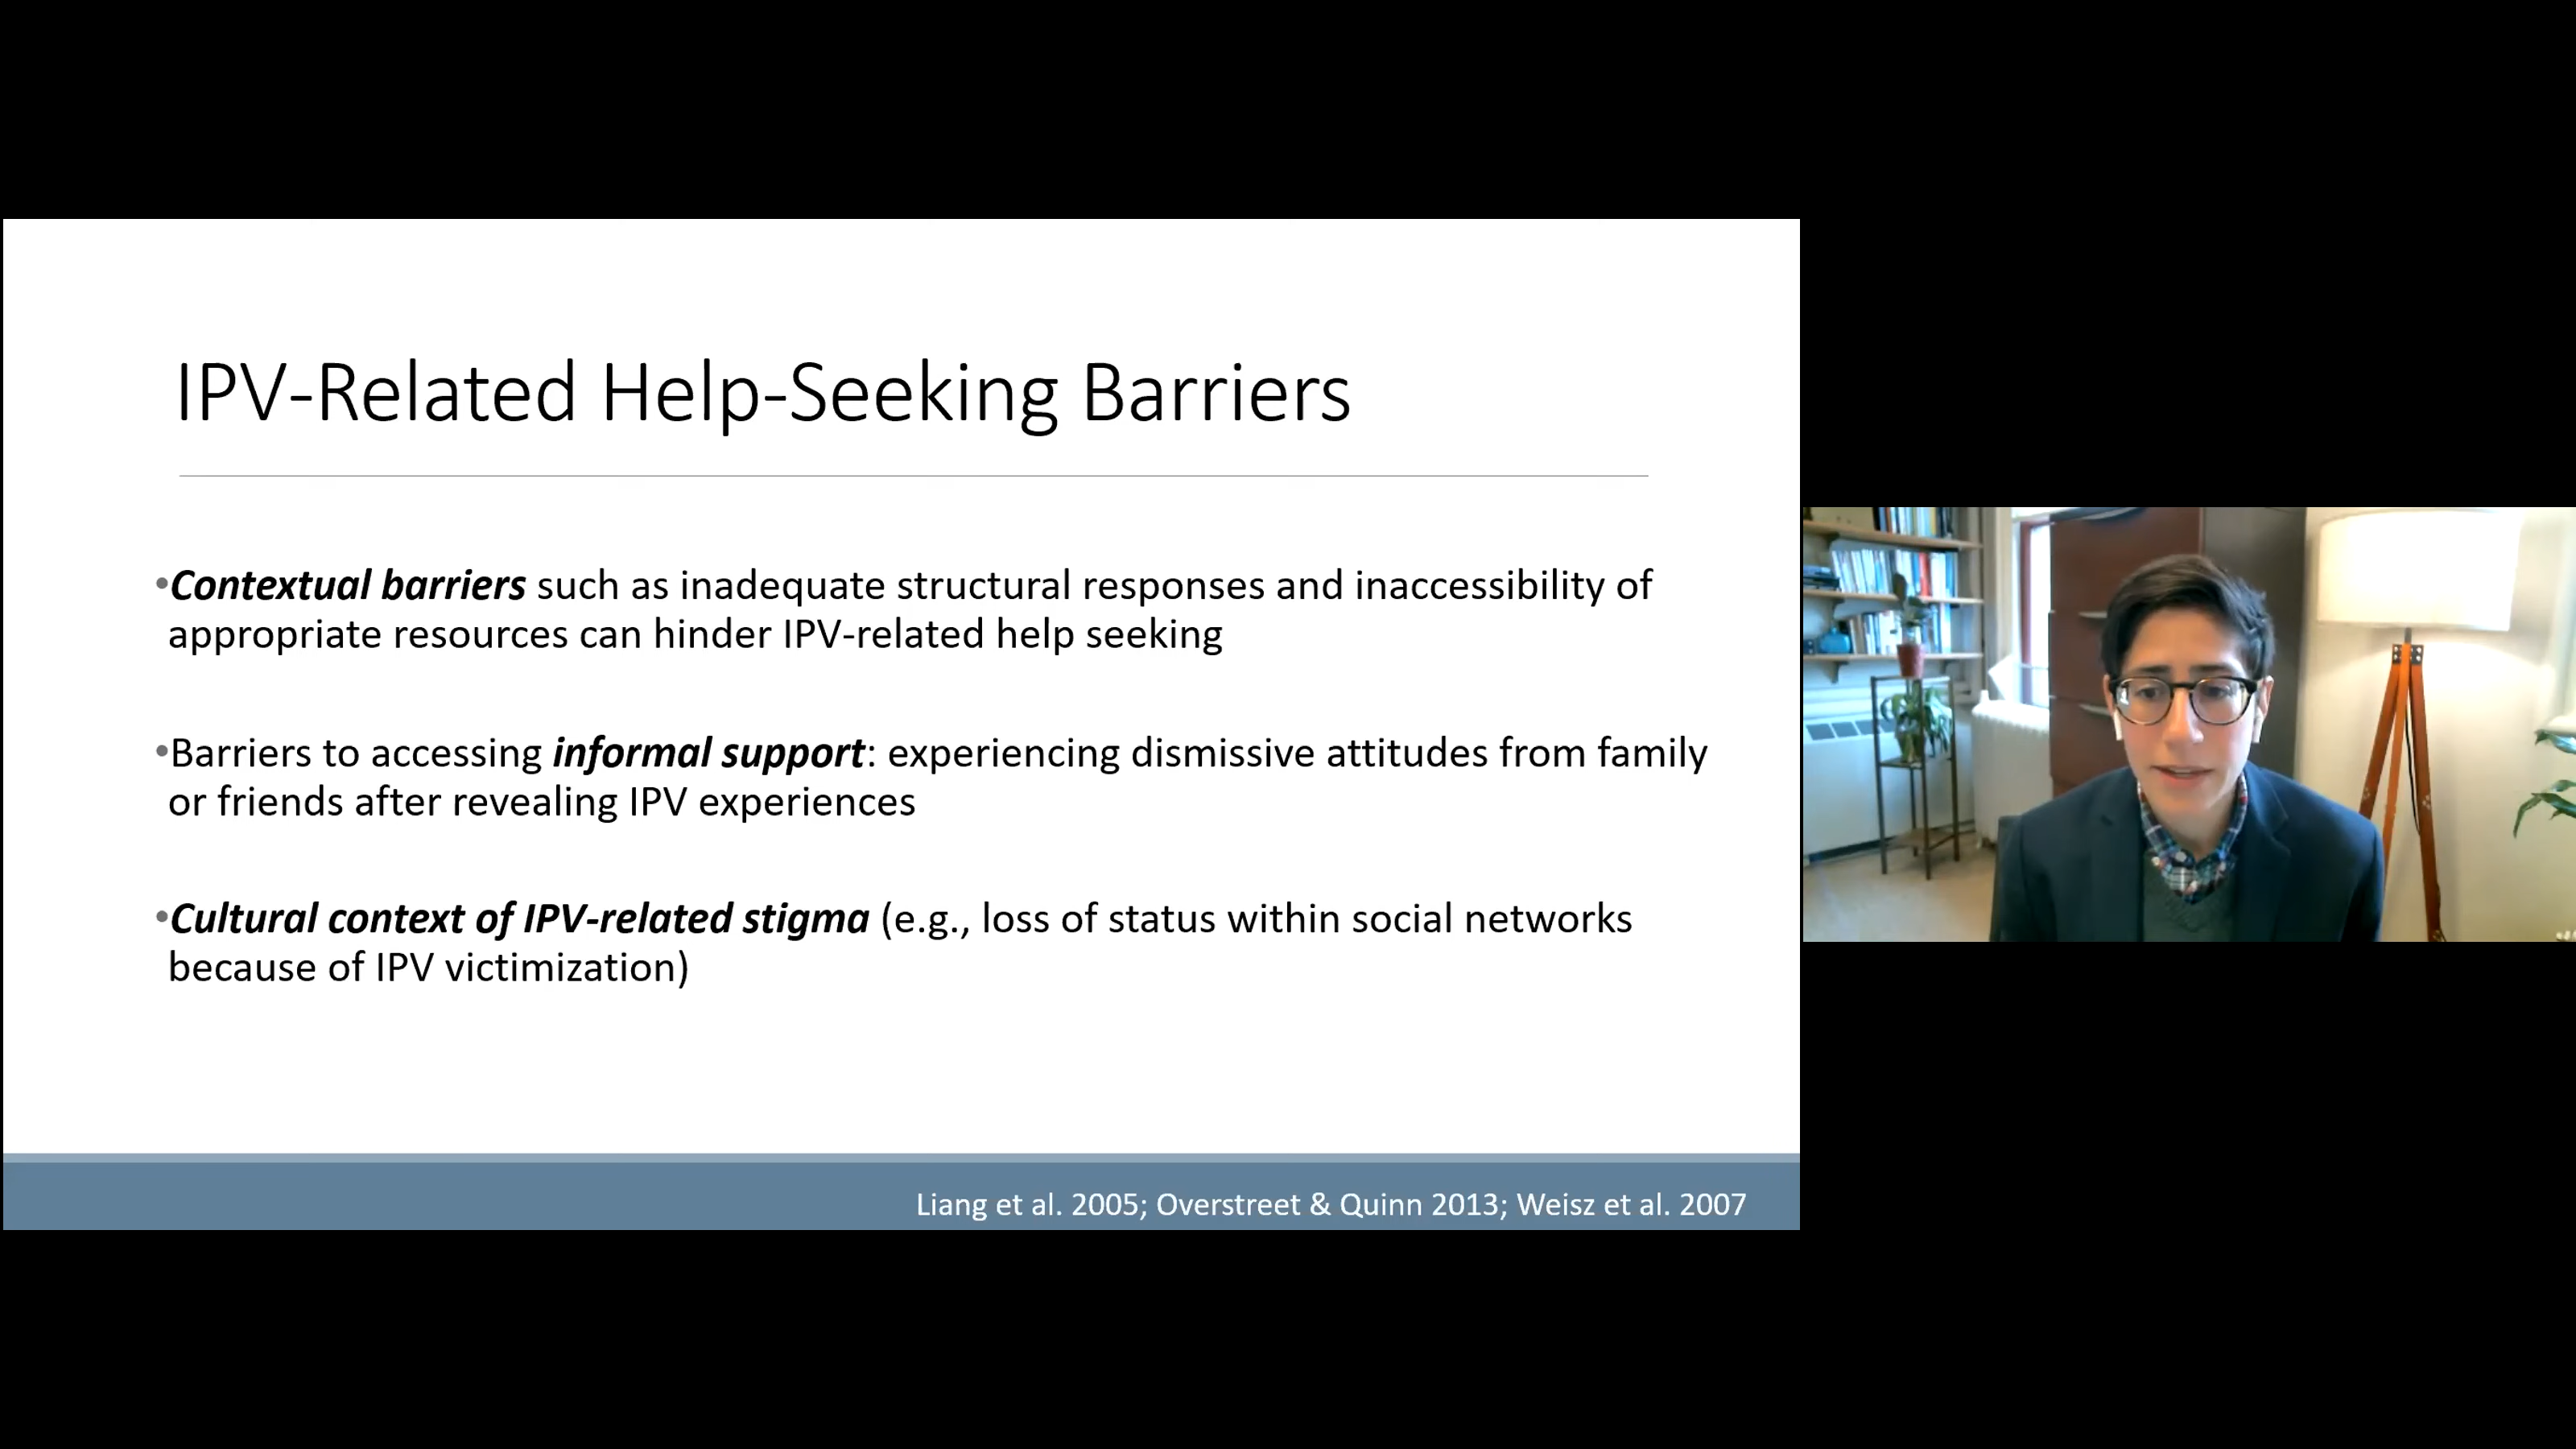 IPV-Related Help-Seeking Barriers
•Contextual barriers such as inadequate structural responses and inaccessibility of
appropriate resources can hinder IPV-related help seeking
•Barriers to accessing informal support: experiencing dismissive attitudes from family
or friends after revealing IPV experiences
•Cultural context of IPV-related stigma (e.g., loss of status within social networks
because of IPV victimization)
Liang et al. 2005; Overstreet & Quinn 2013; Weisz et al. 2007